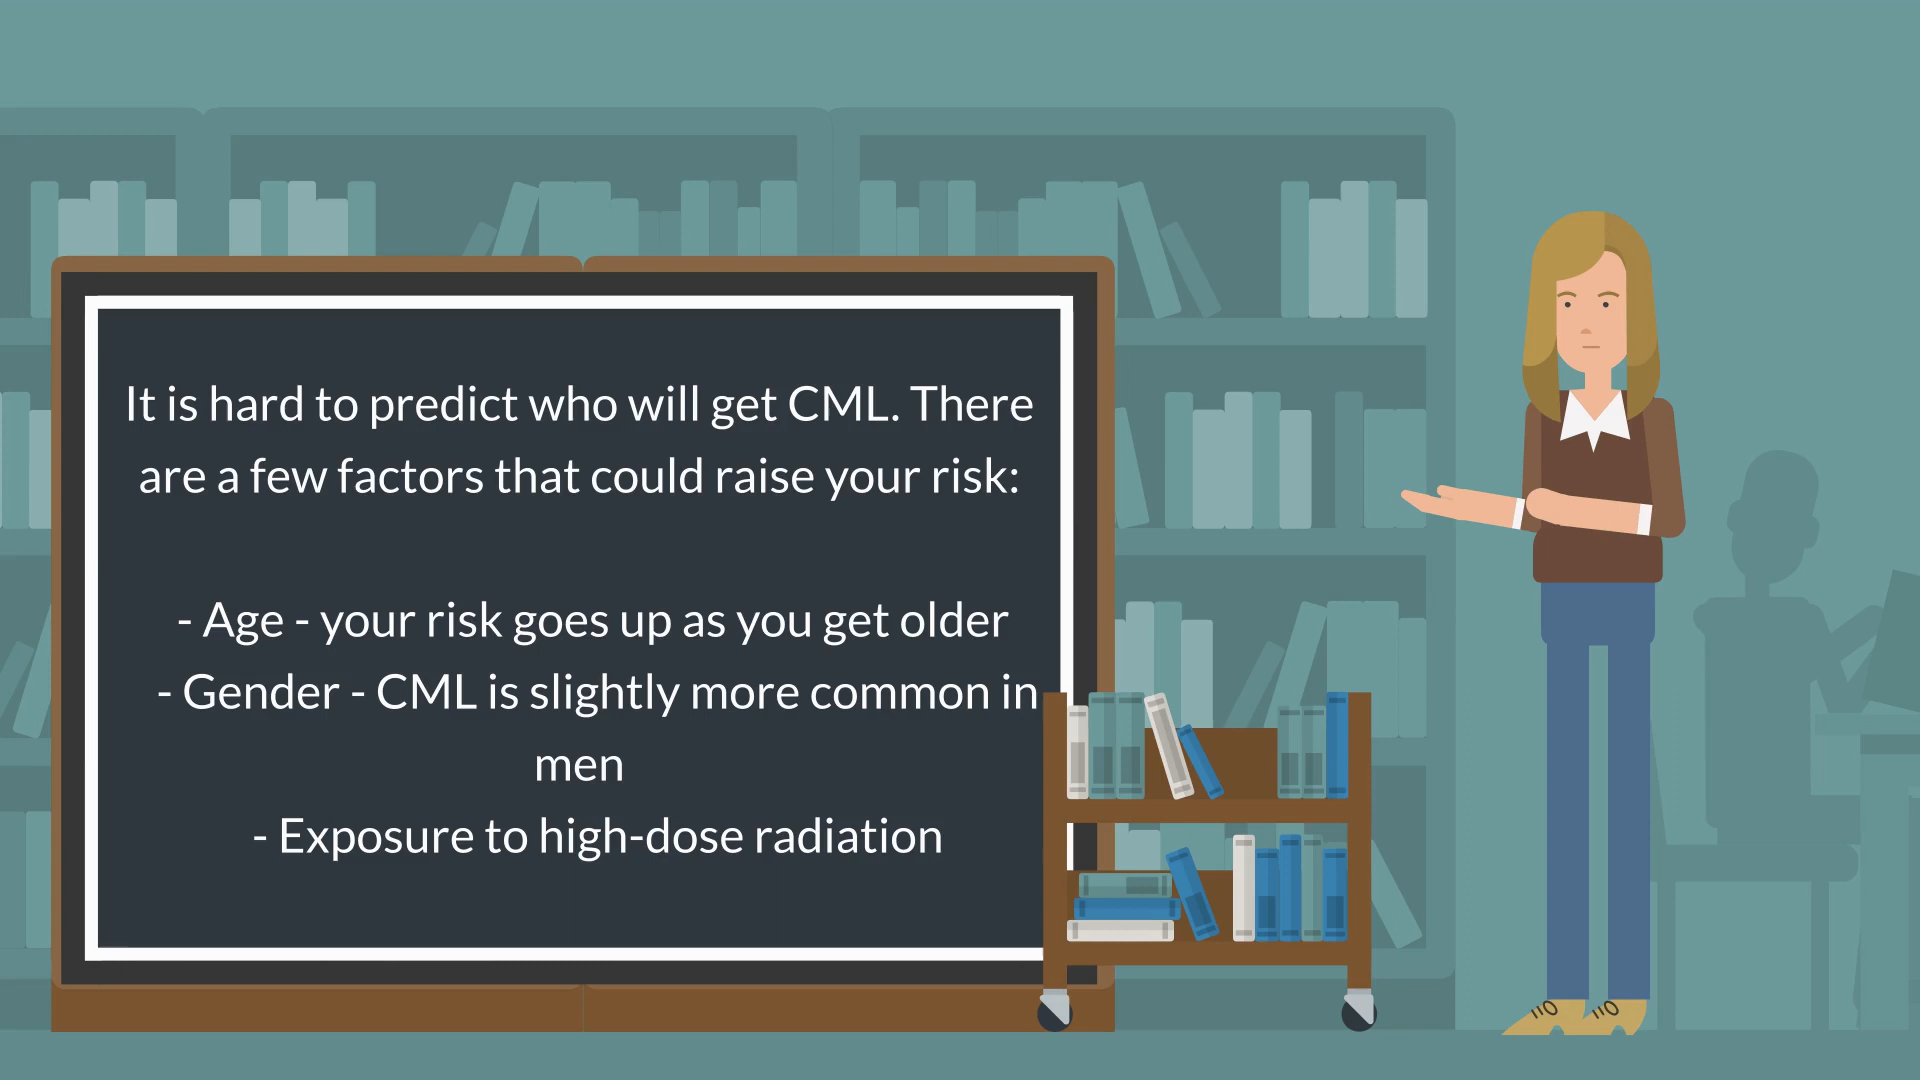 It is hard to predict who will get CML. There
are a few factors that could raise your risk:
- Age - your risk goes up as you get older
- Gender - CML is slightly more common in
men
- Exposure to high-dose radiation